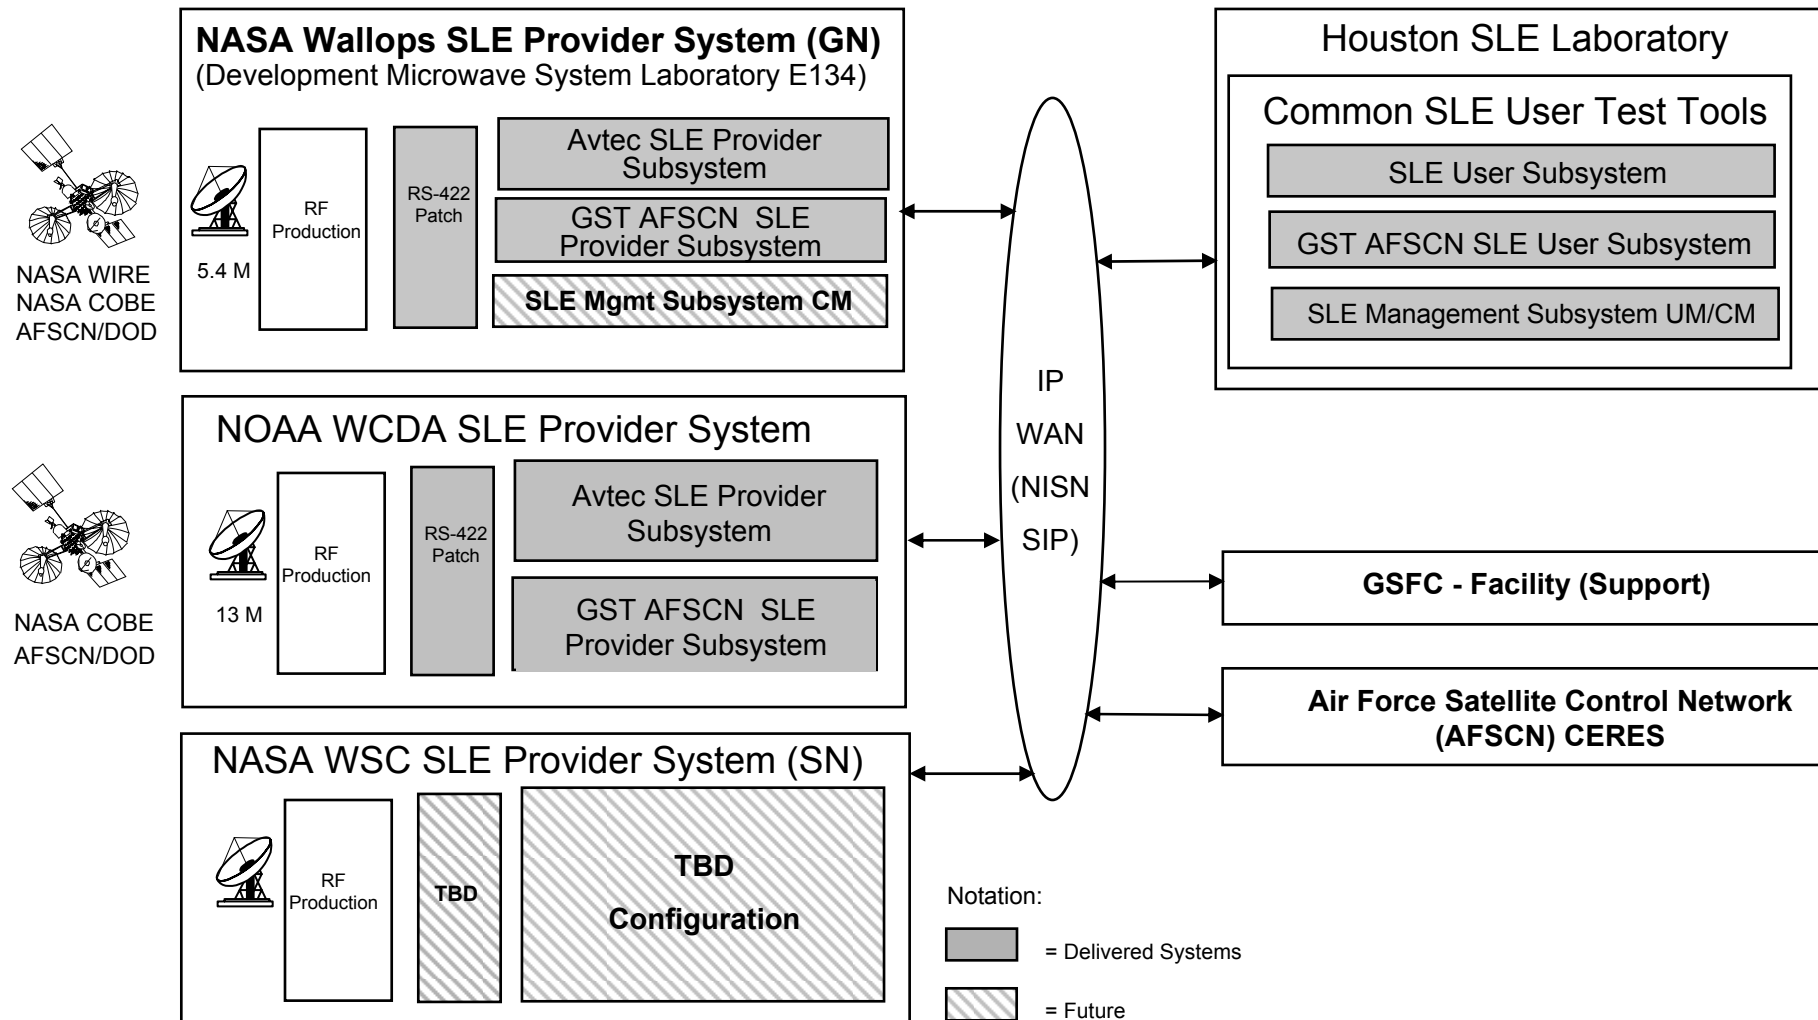 NASA Wallops SLE Provider System (GN)
(Development Microwave System Laboratory E134)
NASA WIRE
NASA COBE
AFSCN/DOD
5.4 M
RF
Production
RS-422
Patch
Avtec SLE Provider
Subsystem
GST AFSCN SLE
Provider Subsystem
SLE Mgmt Subsystem CM
NOAA WCDA SLE Provider System
NASA COBE
AFSCN/DOD
13 M
RF
Production
RS-422
Patch
Avtec SLE Provider
Subsystem
GST AFSCN SLE
Provider Subsystem
NASA WSC SLE Provider System (SN)
RF
Production
TBD
TBD
Configuration
IP
WAN
(NISN
SIP)
Houston SLE Laboratory
Common SLE User Test Tools
SLE User Subsystem
GST AFSCN SLE User Subsystem
SLE Management Subsystem UM/CM
GSFC - Facility (Support)
Air Force Satellite Control Network
(AFSCN) CERES
Notation:
= Delivered Systems
= Future